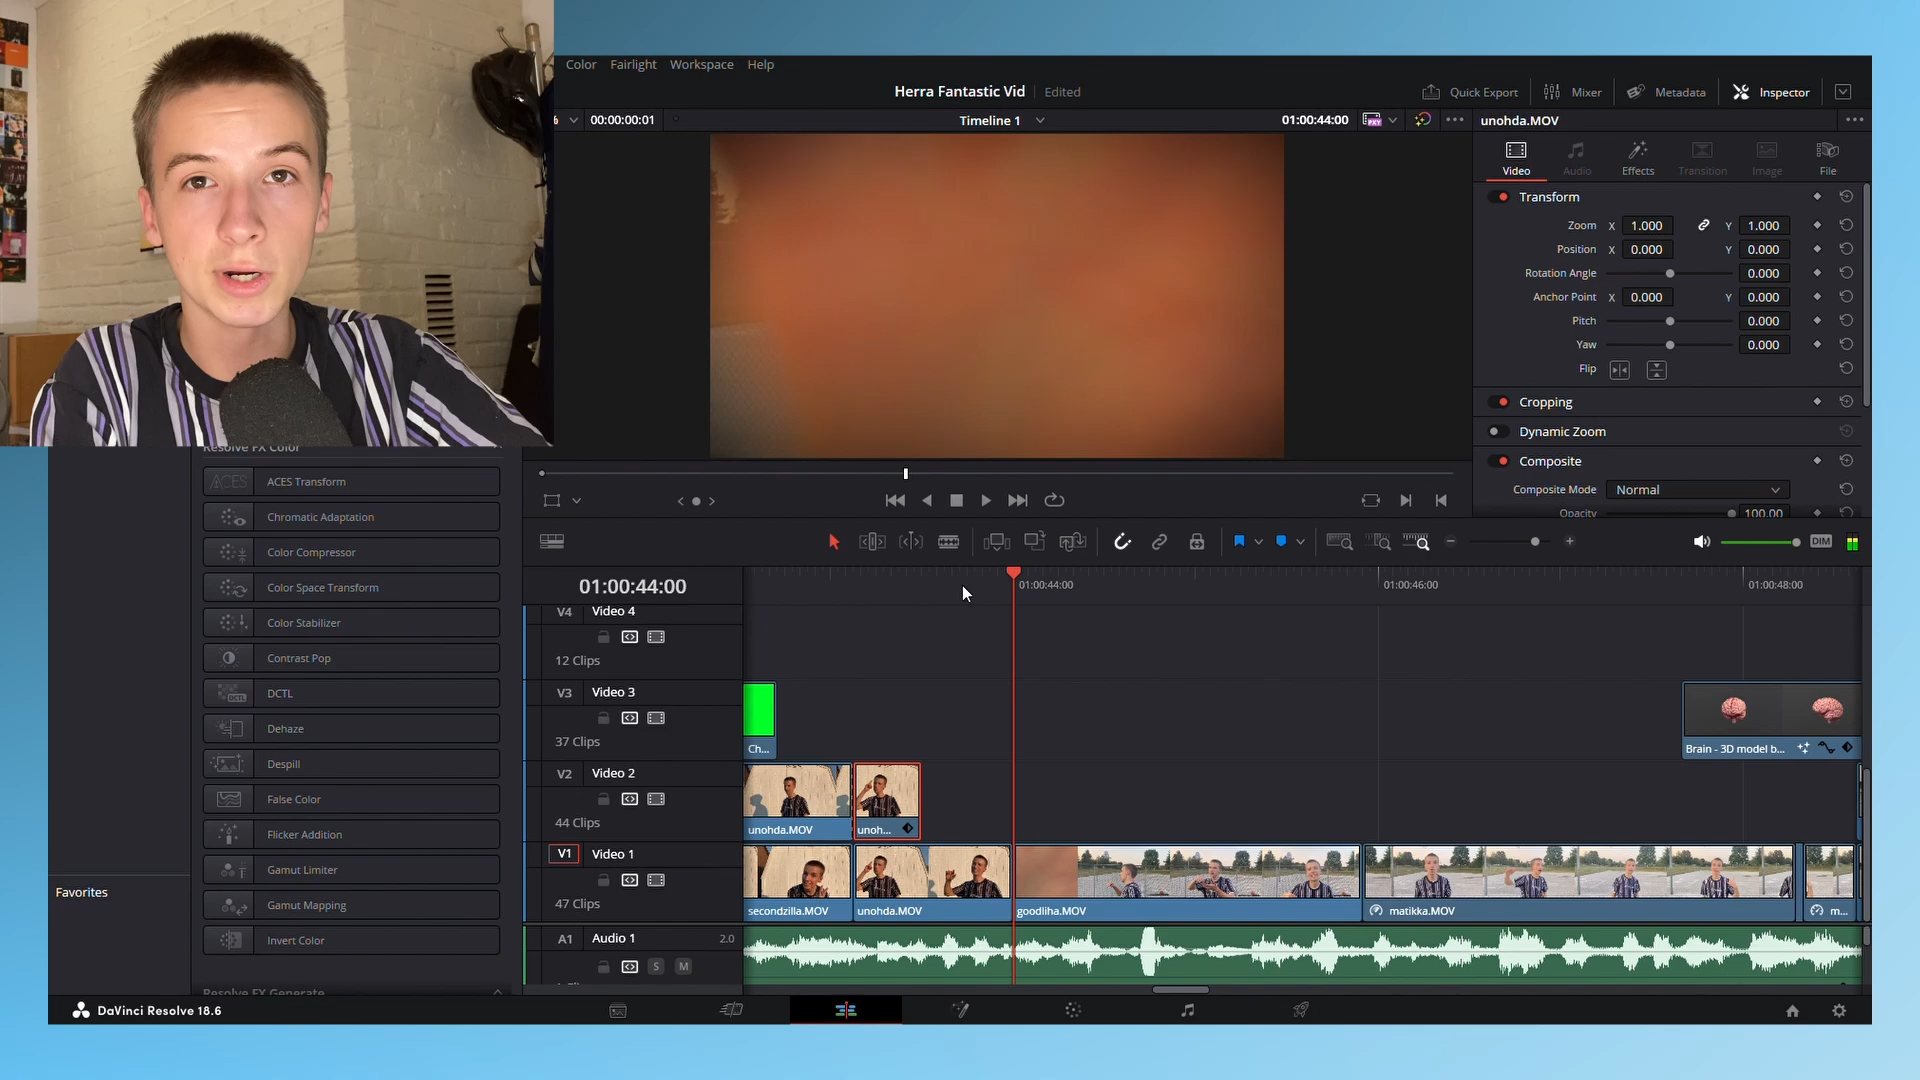 Color Fairlight Workspace Help
Herra Fantastic Vid Edited
Quick Export Mixer Metadata Inspector
00:00:00:01 Timeline 1 01:00:44:00
unohda.MOV
Video Audio Effects Transition Image File
Transform
Zoom X 1.000 Y 1.000
Position X 0.000 Y 0.000
Rotation Angle 0.000
Anchor Point X 0.000 Y 0.000
Pitch 0.000
Yaw 0.000
Flip
Cropping
Dynamic Zoom
Composite
Composite Mode Normal
Opacity 100.00
Resolve FX Color
ACES ACES Transform
Chromatic Adaptation
Color Compressor
Color Space Transform
Color Stabilizer
Contrast Pop
DCTL DCTL
Dehaze
Despill
False Color
Flicker Addition
Gamut Limiter
Gamut Mapping
Invert Color
Resolve FX Generate
Favorites
DIM
01:00:44:00
01:00:44:00 01:00:46:00 01:00:48:00
V4 Video 4
12 Clips
V3 Video 3
37 Clips
Ch... Brain - 3D model b...
V2 Video 2
44 Clips
unohda.MOV unoh...
V1 Video 1
47 Clips
secondzilla.MOV unohda.MOV goodliha.MOV matikka.MOV m...
A1 Audio 1 2.0
S M
DaVinci Resolve 18.6